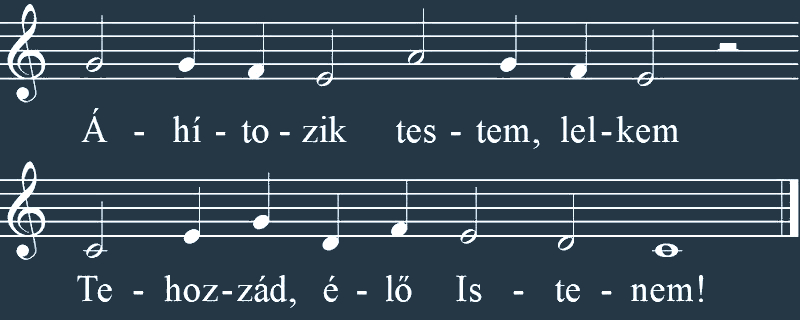 Á - hí - to - zik tes - tem, lel - kem
Te - hoz - zád, é - lő Is - te - nem!